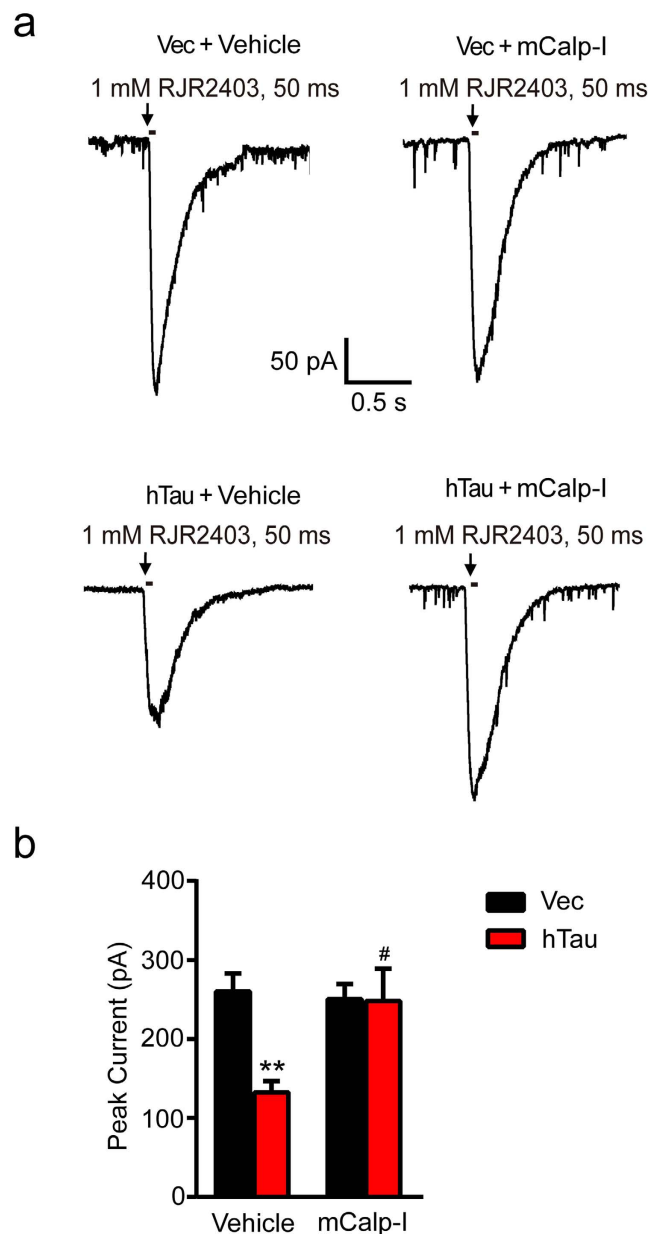 a
Vec + Vehicle
1 mM RJR2403, 50 ms
Vec + mCalp-I
1 mM RJR2403, 50 ms
50 pA
0.5 s
hTau + Vehicle
1 mM RJR2403, 50 ms
hTau + mCalp-I
1 mM RJR2403, 50 ms
b
Peak Current (pA)
400
300
200
100
0
**
#
Vehicle
mCalp-I
Vec
hTau